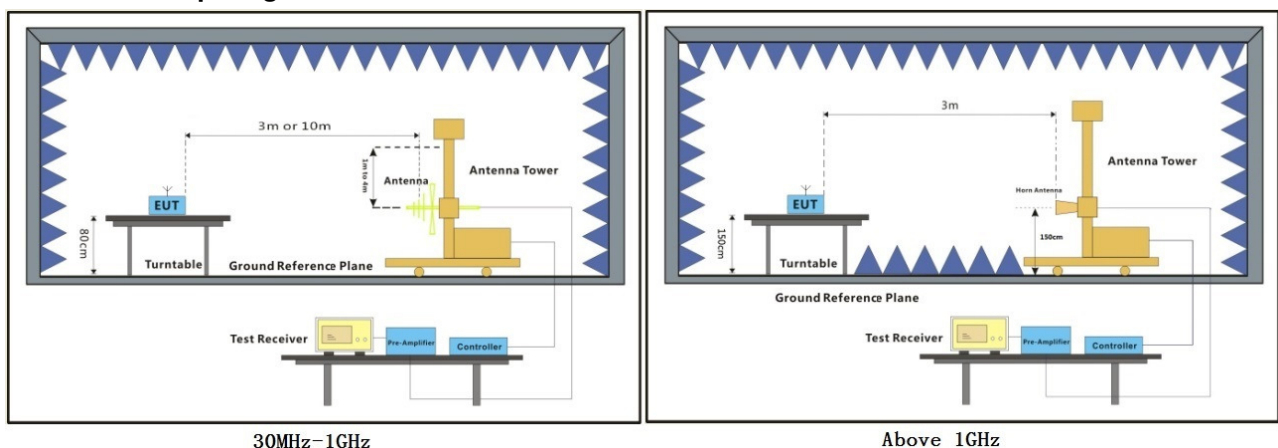 3m or 10m
1m to 4m
Antenna
Antenna Tower
EUT
80cm
Turntable
Ground Reference Plane
Test Receiver
Pre-Amplifier
Controller
30MHz-1GHz
3m
Antenna Tower
Horn Antenna
EUT
150cm
150cm
Turntable
Ground Reference Plane
Test Receiver
Pre-Amplifier
Controller
Above 1GHz